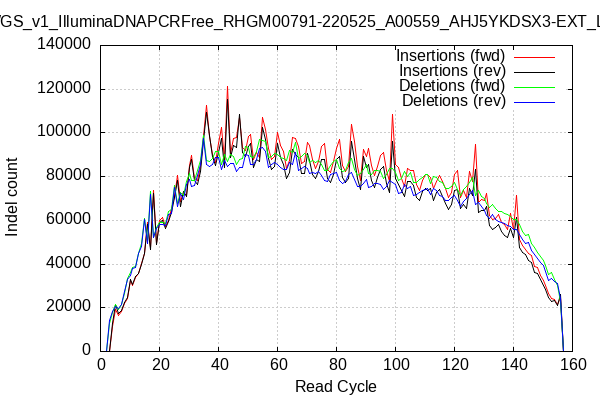 /GS_v1_IlluminaDNAPCRFree_RHGM00791-220525_A00559_AHJ5YKDSX3-EXT_L
Insertions (fwd)
Insertions (rev)
Deletions (fwd)
Deletions (rev)
Indel count
140000
120000
100000
80000
60000
40000
20000
0
0 20 40 60 80 100 120 140 160
Read Cycle